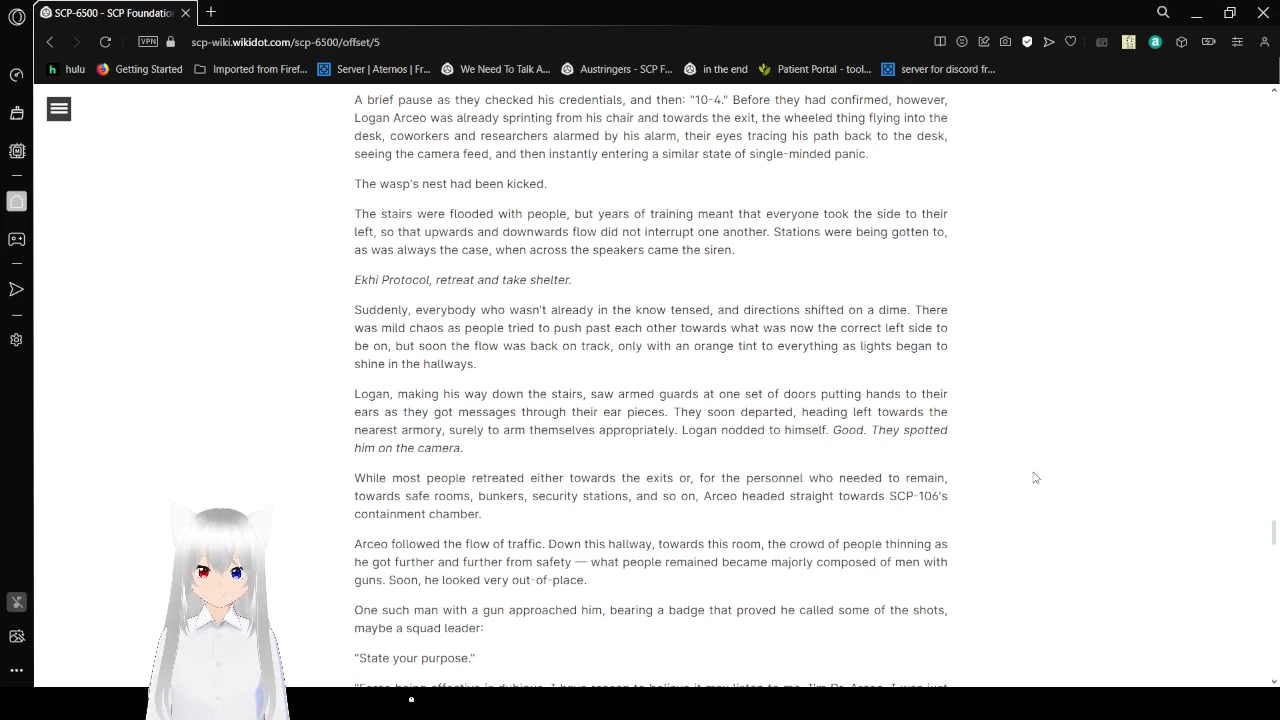 SCP-6500 - SCP Foundatio
scp-wiki.wikidot.com/scp-6500/offset/5
VPN
hulu
Getting Started
Imported from Firef...
Server | Aternos | Fr...
We Need To Talk A...
Austringers - SCP F...
in the end
Patient Portal - tool...
server for discord fr...
A brief pause as they checked his credentials, and then: "10-4." Before they had confirmed, however,
Logan Arceo was already sprinting from his chair and towards the exit, the wheeled thing flying into the
desk, coworkers and researchers alarmed by his alarm, their eyes tracing his path back to the desk,
seeing the camera feed, and then instantly entering a similar state of single-minded panic.
The wasp's nest had been kicked.
The stairs were flooded with people, but years of training meant that everyone took the side to their
left, so that upwards and downwards flow did not interrupt one another. Stations were being gotten to,
as was always the case, when across the speakers came the siren.
Ekhi Protocol, retreat and take shelter.
Suddenly, everybody who wasn't already in the know tensed, and directions shifted on a dime. There
was mild chaos as people tried to push past each other towards what was now the correct left side to
be on, but soon the flow was back on track, only with an orange tint to everything as lights began to
shine in the hallways.
Logan, making his way down the stairs, saw armed guards at one set of doors putting hands to their
ears as they got messages through their ear pieces. They soon departed, heading left towards the
nearest armory, surely to arm themselves appropriately. Logan nodded to himself. Good. They spotted
him on the camera.
While most people retreated either towards the exits or, for the personnel who needed to remain,
towards safe rooms, bunkers, security stations, and so on, Arceo headed straight towards SCP-106's
containment chamber.
Arceo followed the flow of traffic. Down this hallway, towards this room, the crowd of people thinning as
he got further and further from safety — what people remained became majorly composed of men with
guns. Soon, he looked very out-of-place.
One such man with a gun approached him, bearing a badge that proved he called some of the shots,
maybe a squad leader:
"State your purpose."